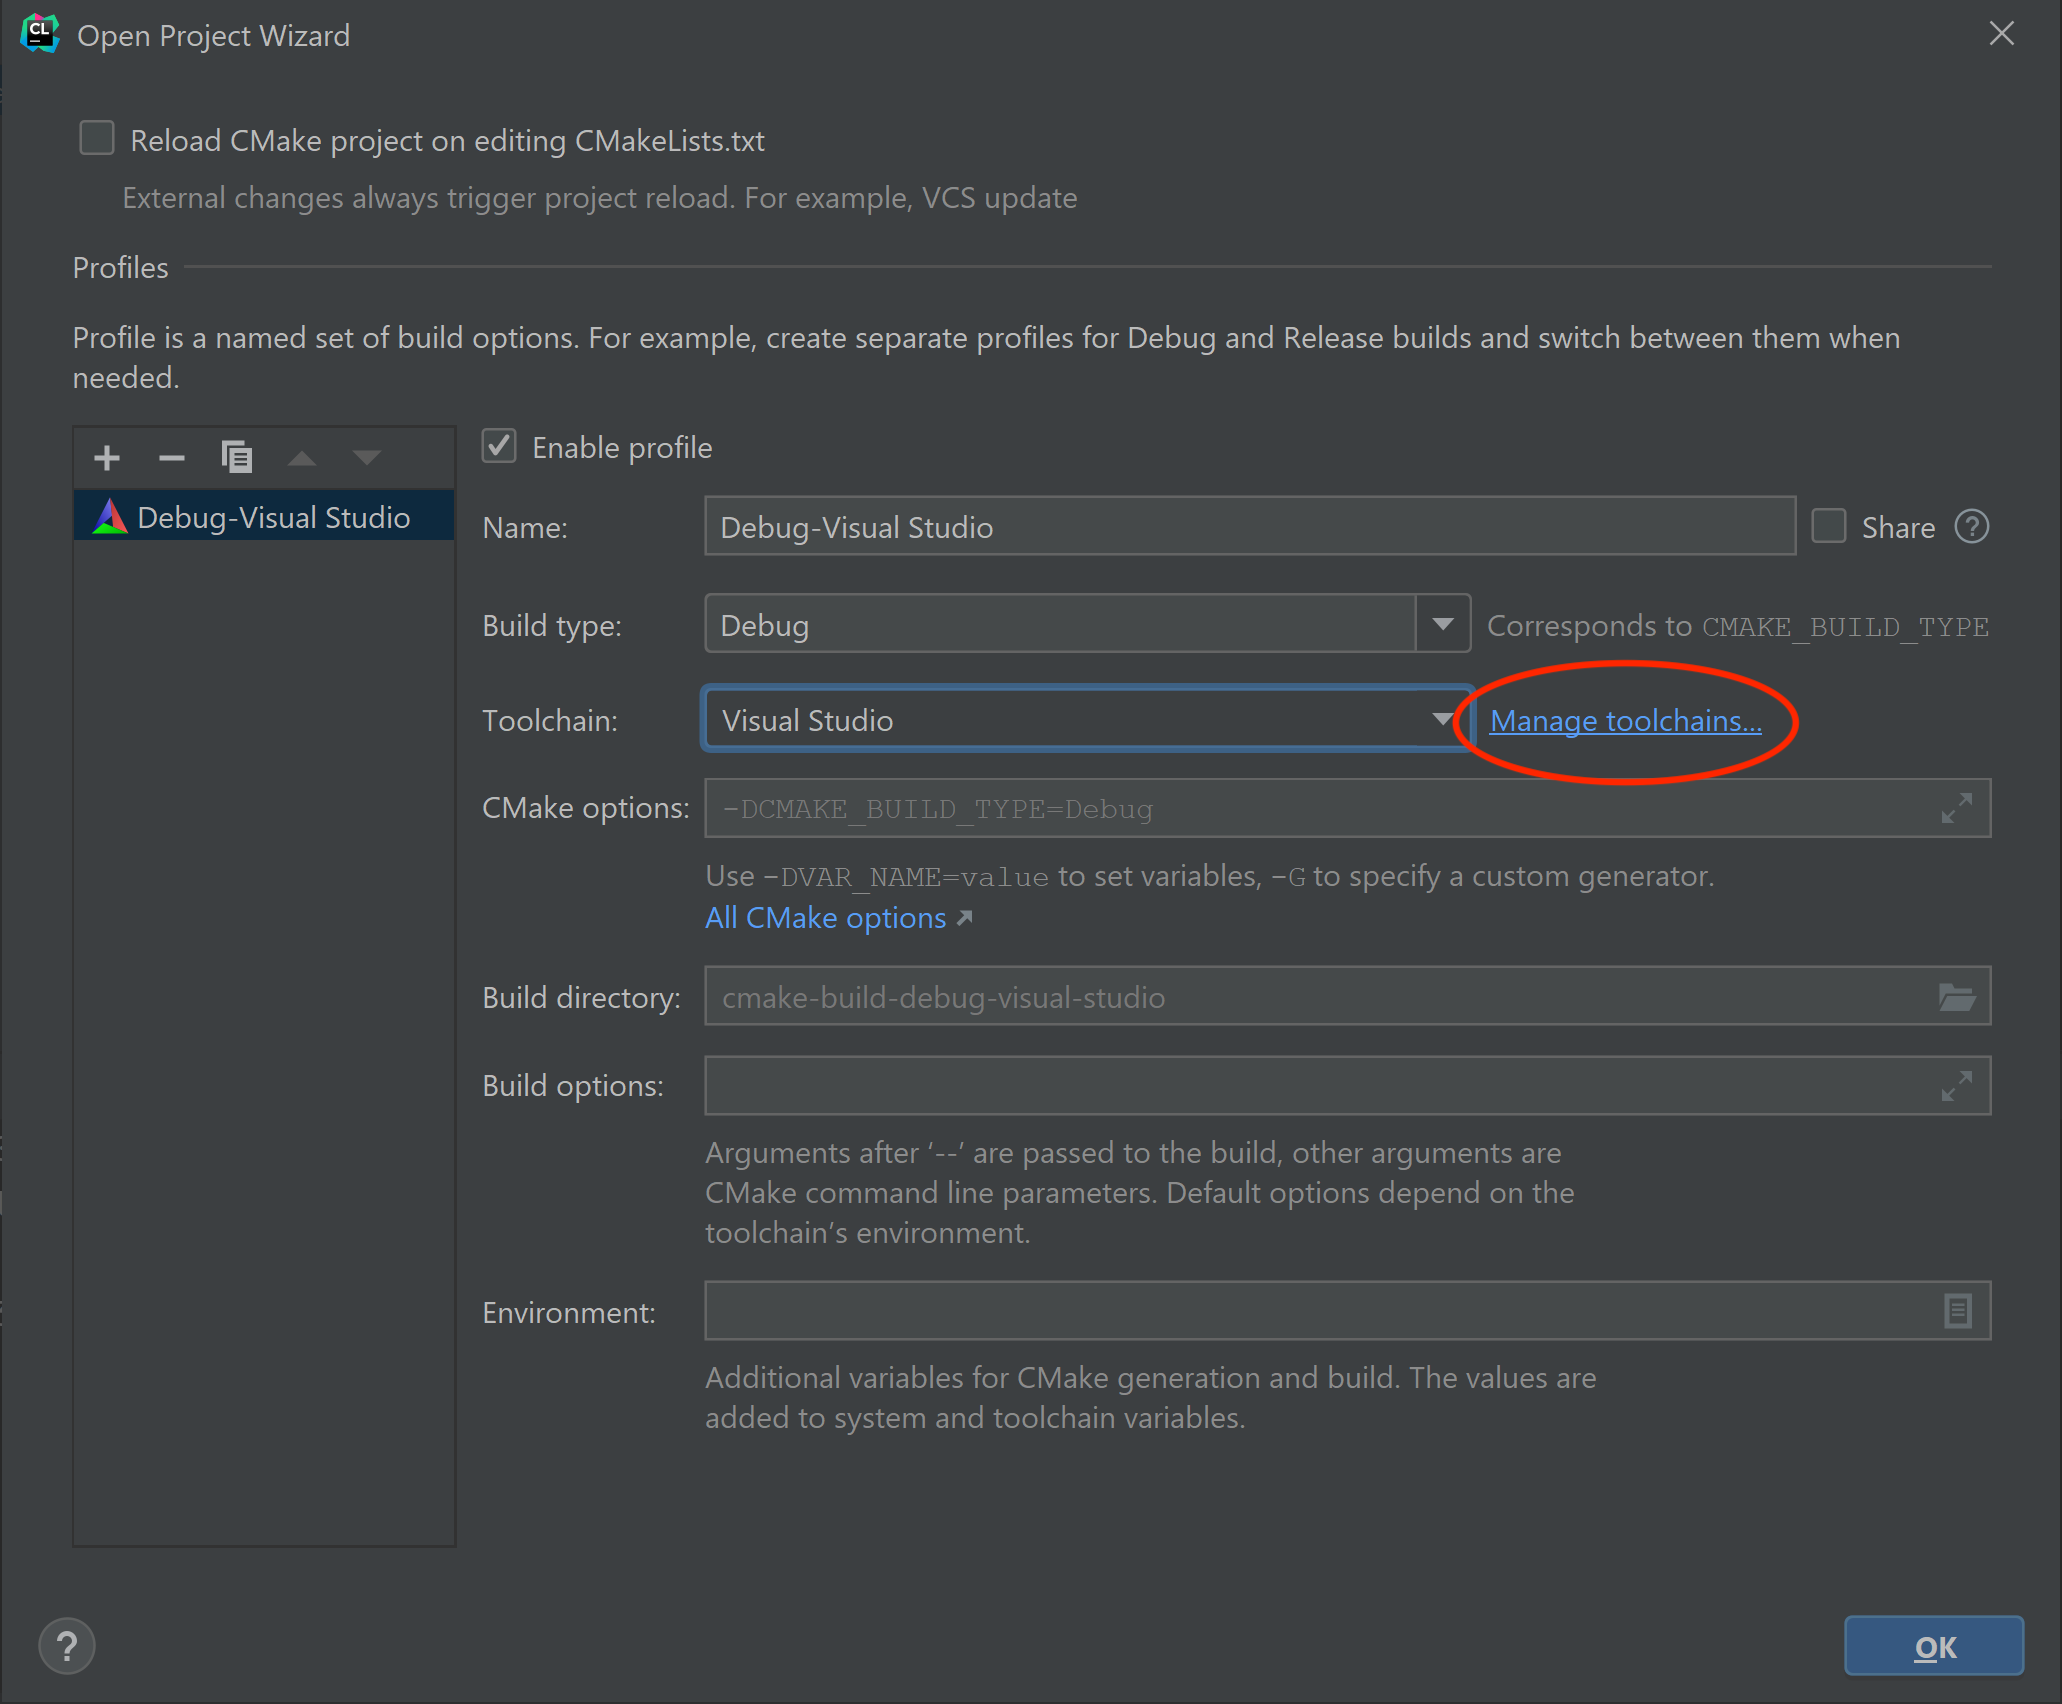 CL
Open Project Wizard
Reload CMake project on editing CMakeLists.txt
External changes always trigger project reload. For example, VCS update
Profiles
Profile is a named set of build options. For example, create separate profiles for Debug and Release builds and switch between them when
needed.
Enable profile
Debug-Visual Studio
Name: Debug-Visual Studio Share ?
Build type: Debug Corresponds to CMAKE_BUILD_TYPE
Toolchain: Visual Studio Manage toolchains...
CMake options: -DCMAKE_BUILD_TYPE=Debug
Use -DVAR_NAME=value to set variables, -G to specify a custom generator.
All CMake options ↗
Build directory: cmake-build-debug-visual-studio
Build options:
Arguments after ‘--’ are passed to the build, other arguments are
CMake command line parameters. Default options depend on the
toolchain’s environment.
Environment:
Additional variables for CMake generation and build. The values are
added to system and toolchain variables.
? OK